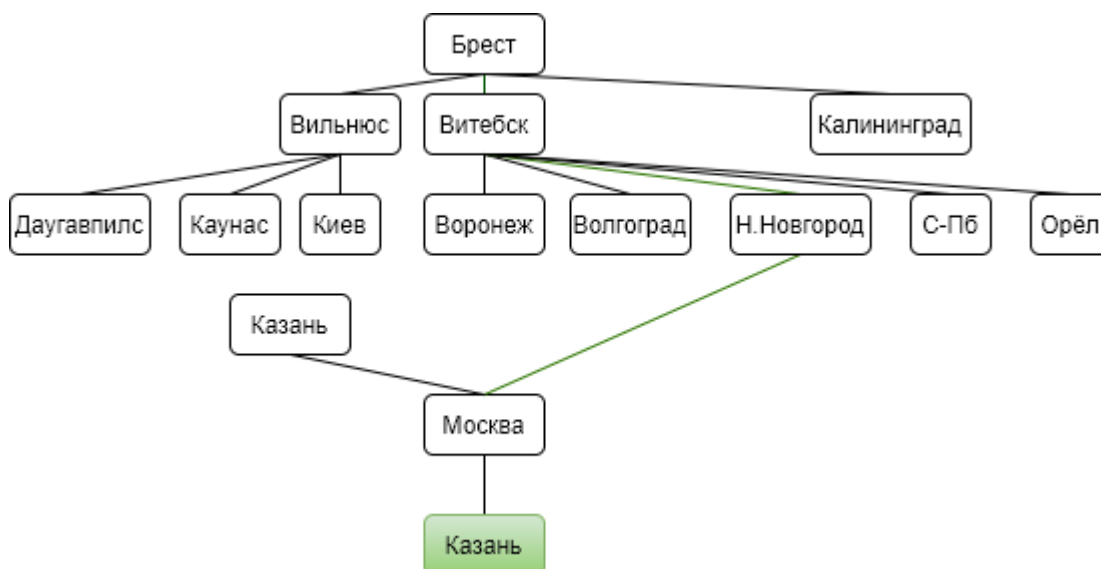 Брест
Вильнюс
Витебск
Калининград
Даугавпилс
Каунас
Киев
Воронеж
Волгоград
Н.Новгород
С-Пб
Орёл
Казань
Москва
Казань